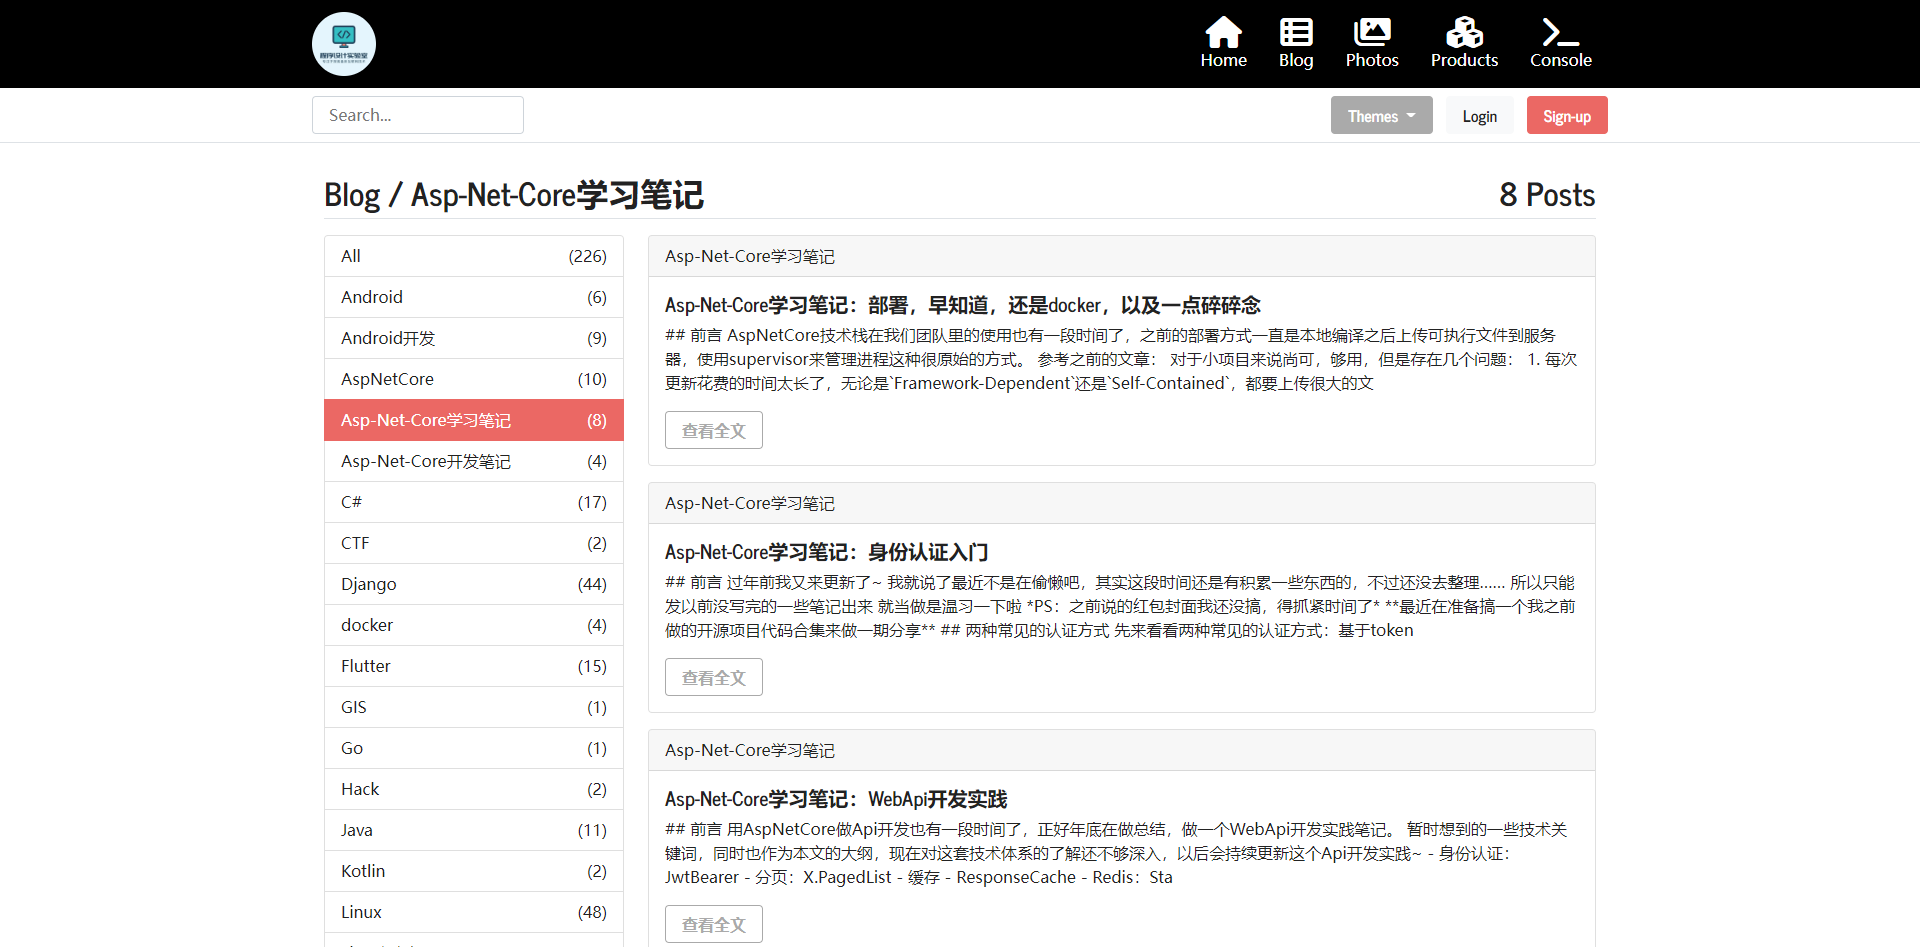 程序设计实验室
Home Blog Photos Products Console
Search...
Themes Login Sign-up
Blog / Asp-Net-Core学习笔记
8 Posts
All (226)
Android (6)
Android开发 (9)
AspNetCore (10)
Asp-Net-Core学习笔记 (8)
Asp-Net-Core开发笔记 (4)
C# (17)
CTF (2)
Django (44)
docker (4)
Flutter (15)
GIS (1)
Go (1)
Hack (2)
Java (11)
Kotlin (2)
Linux (48)
Asp-Net-Core学习笔记
Asp-Net-Core学习笔记：部署，早知道，还是docker，以及一点碎碎念
## 前言 AspNetCore技术栈在我们团队里的使用也有一段时间了，之前的部署方式一直是本地编译之后上传可执行文件到服务
器，使用supervisor来管理进程这种很原始的方式。 参考之前的文章： 对于小项目来说尚可，够用，但是存在几个问题： 1. 每次
更新花费的时间太长了，无论是`Framework-Dependent`还是`Self-Contained`，都要上传很大的文
查看全文
Asp-Net-Core学习笔记
Asp-Net-Core学习笔记：身份认证入门
## 前言 过年前我又来更新了~ 我就说了最近不是在偷懒吧，其实这段时间还是有积累一些东西的，不过还没去整理…… 所以只能
发以前没写完的一些笔记出来 就当做是温习一下啦 *PS：之前说的红包封面我还没搞，得抓紧时间了* **最近在准备搞一个我之前
做的开源项目代码合集来做一期分享** ## 两种常见的认证方式 先来看看两种常见的认证方式：基于token
查看全文
Asp-Net-Core学习笔记
Asp-Net-Core学习笔记：WebApi开发实践
## 前言 用AspNetCore做Api开发也有一段时间了，正好年底在做总结，做一个WebApi开发实践笔记。 暂时想到的一些技术关
键词，同时也作为本文的大纲，现在对这套技术体系的了解还不够深入，以后会持续更新这个Api开发实践~ - 身份认证：
JwtBearer - 分页：X.PagedList - 缓存 - ResponseCache - Redis：Sta
查看全文